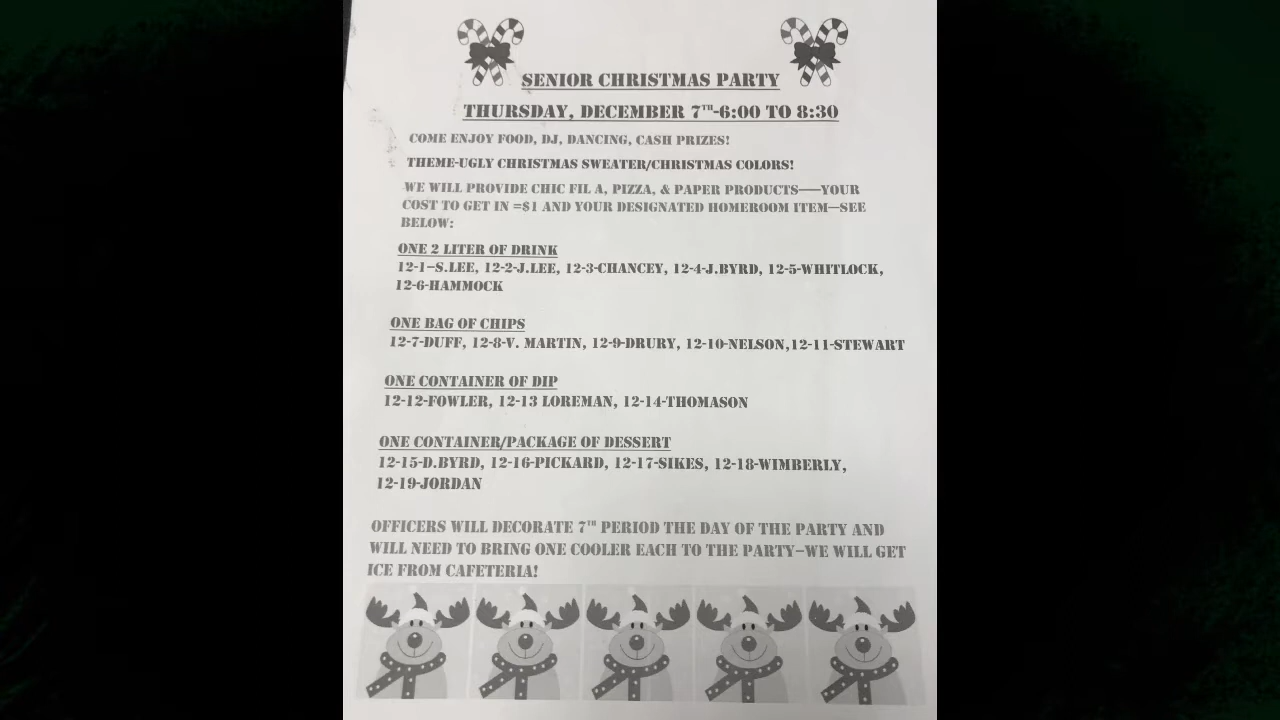 SENIOR CHRISTMAS PARTY
THURSDAY, DECEMBER 7TH-6:00 TO 8:30
COME ENJOY FOOD, DJ, DANCING, CASH PRIZES!
THEME-UGLY CHRISTMAS SWEATER/CHRISTMAS COLORS!
WE WILL PROVIDE CHIC FIL A, PIZZA, & PAPER PRODUCTS—–YOUR
COST TO GET IN =$1 AND YOUR DESIGNATED HOMEROOM ITEM—SEE
BELOW:
ONE 2 LITER OF DRINK
12-1–S.LEE, 12-2-J.LEE, 12-3-CHANCEY, 12-4-J.BYRD, 12-5-WHITLOCK,
12-6-HAMMOCK
ONE BAG OF CHIPS
12-7-DUFF, 12-8-V. MARTIN, 12-9-DRURY, 12-10-NELSON,12-11-STEWART
ONE CONTAINER OF DIP
12-12-FOWLER, 12-13 LOREMAN, 12-14-THOMASON
ONE CONTAINER/PACKAGE OF DESSERT
12-15-D.BYRD, 12-16-PICKARD, 12-17-SIKES, 12-18-WIMBERLY,
12-19-JORDAN
OFFICERS WILL DECORATE 7TH PERIOD THE DAY OF THE PARTY AND
WILL NEED TO BRING ONE COOLER EACH TO THE PARTY–WE WILL GET
ICE FROM CAFETERIA!